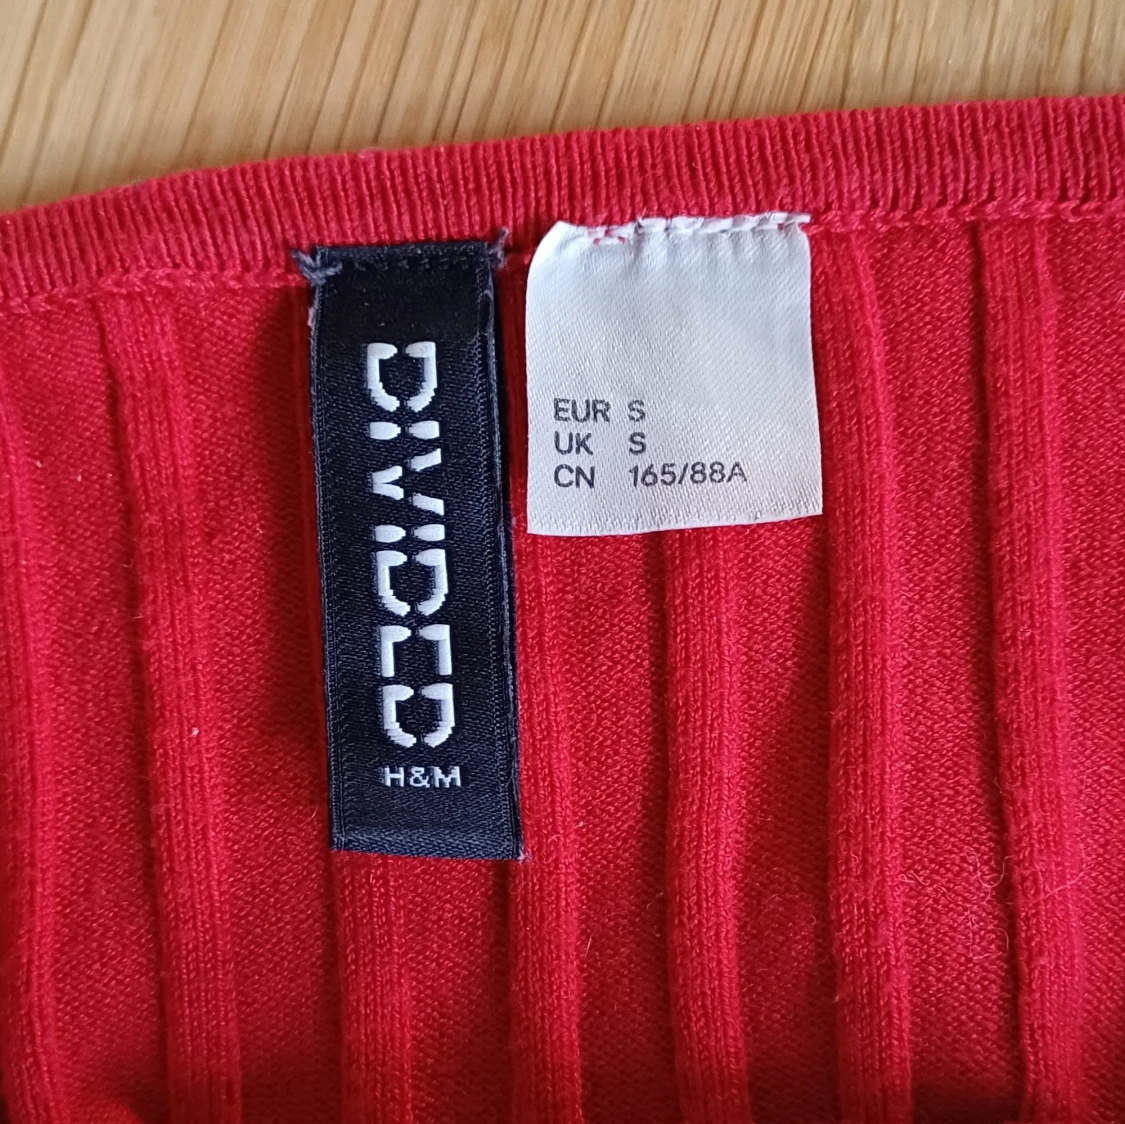 DIVIDED
H&M
EUR S
UK S
CN 165/88A